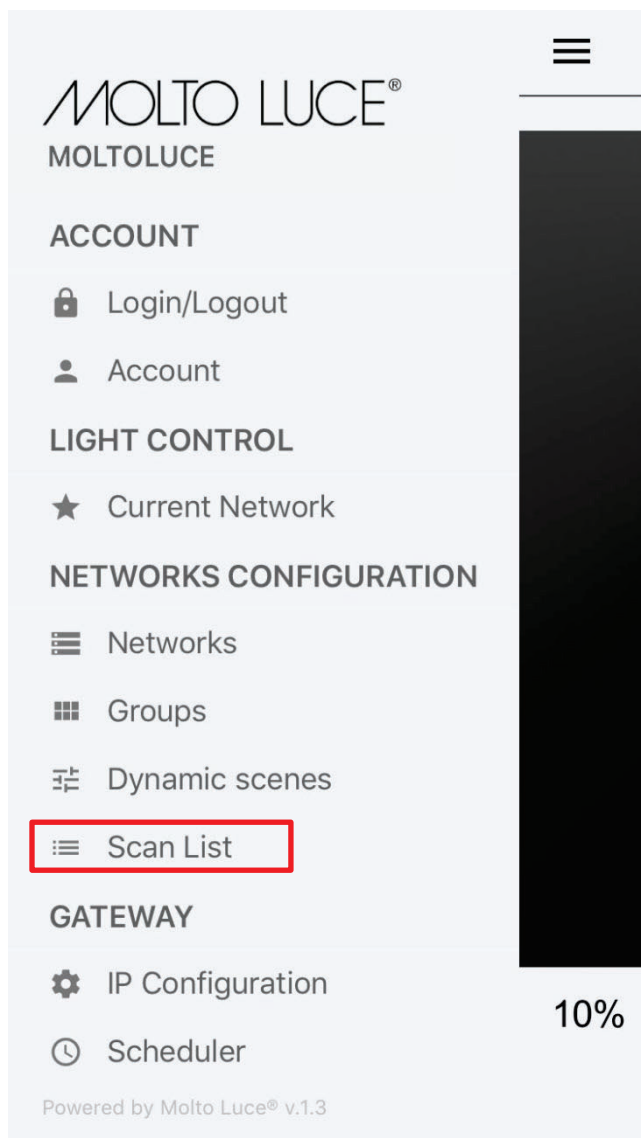 MOLTO LUCE®
MOLTOLUCE
ACCOUNT
Login/Logout
Account
LIGHT CONTROL
Current Network
NETWORKS CONFIGURATION
Networks
Groups
Dynamic scenes
Scan List
GATEWAY
IP Configuration
10%
Scheduler
Powered by Molto Luce® v.1.3